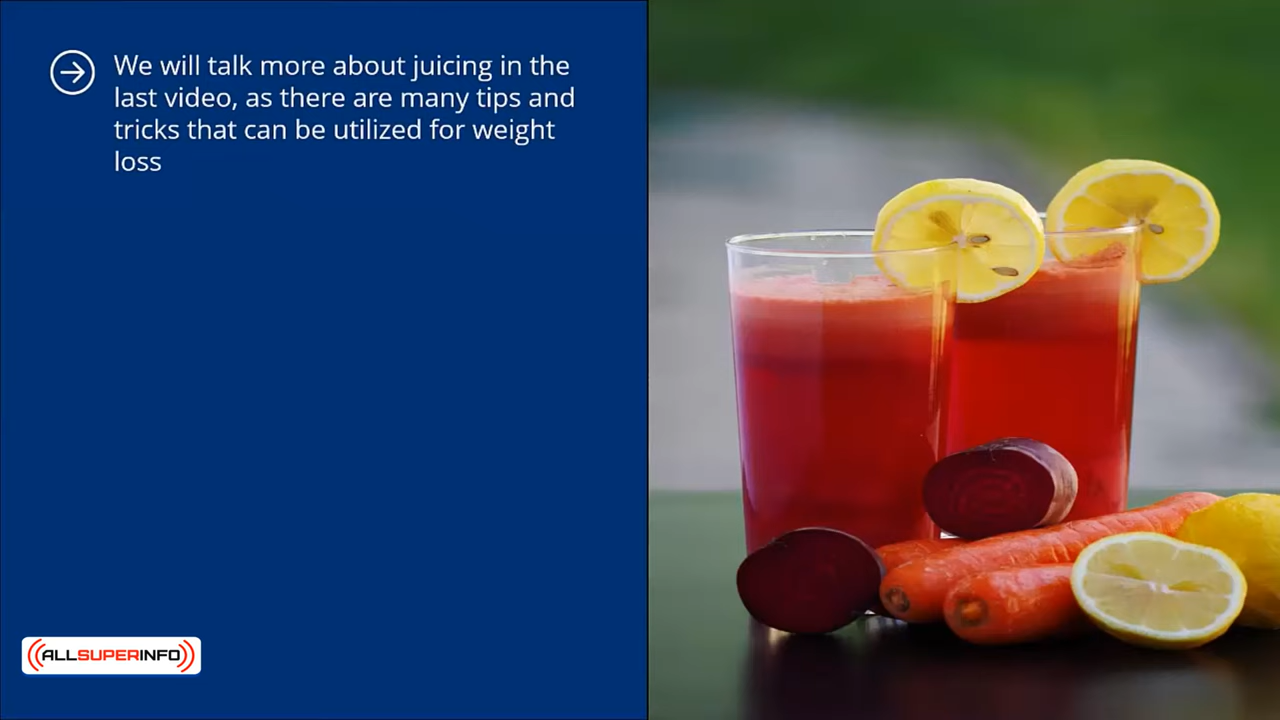 We will talk more about juicing in the
last video, as there are many tips and
tricks that can be utilized for weight
loss
ALLSUPERINFO